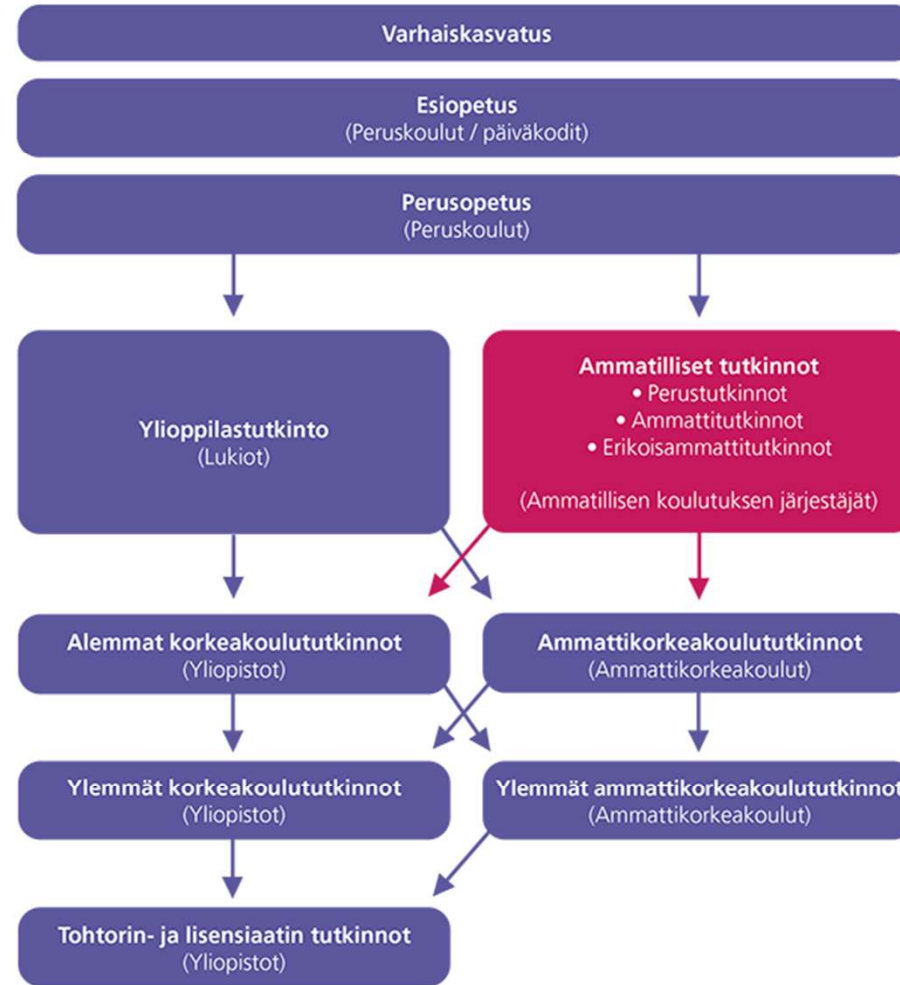 Varhaiskasvatus
Esiopetus
(Peruskoulut / päiväkodit)
Perusopetus
(Peruskoulut)
Ylioppilastutkinto
(Lukiot)
Ammatilliset tutkinnot
• Perustutkinnot
• Ammattitutkinnot
• Erikoisammattitutkinnot
(Ammatillisen koulutuksen järjestäjät)
Alemmat korkeakoulututkinnot
(Yliopistot)
Ammattikorkeakoulututkinnot
(Ammattikorkeakoulut)
Ylemmät korkeakoulututkinnot
(Yliopistot)
Ylemmät ammattikorkeakoulututkinnot
(Ammattikorkeakoulut)
Tohtorin- ja lisensiaatin tutkinnot
(Yliopistot)